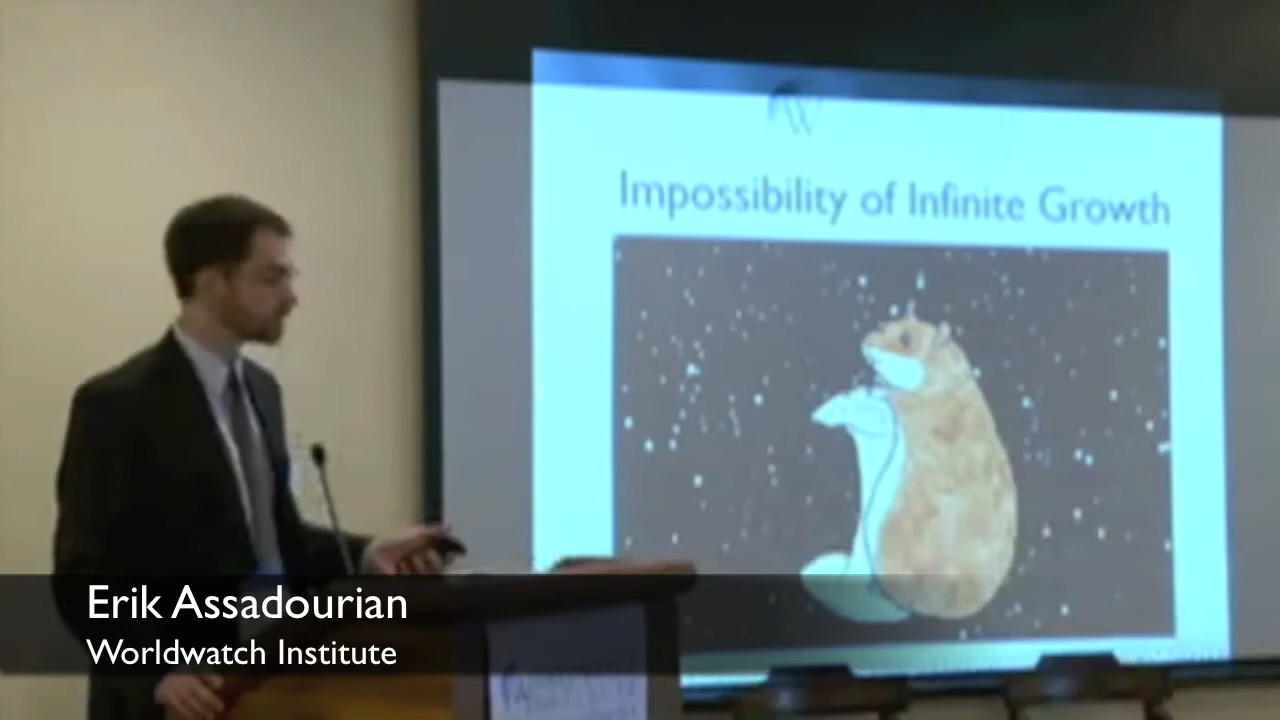 Impossibility of Infinite Growth
Erik Assadourian
Worldwatch Institute